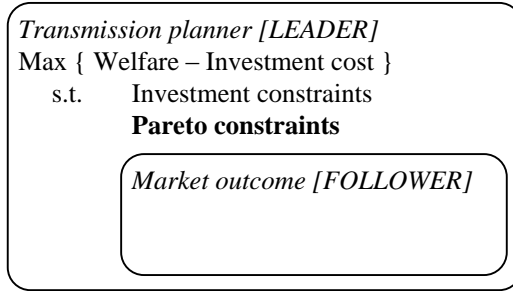 Transmission planner [LEADER]
Max { Welfare – Investment cost }
s.t. Investment constraints
Pareto constraints
Market outcome [FOLLOWER]